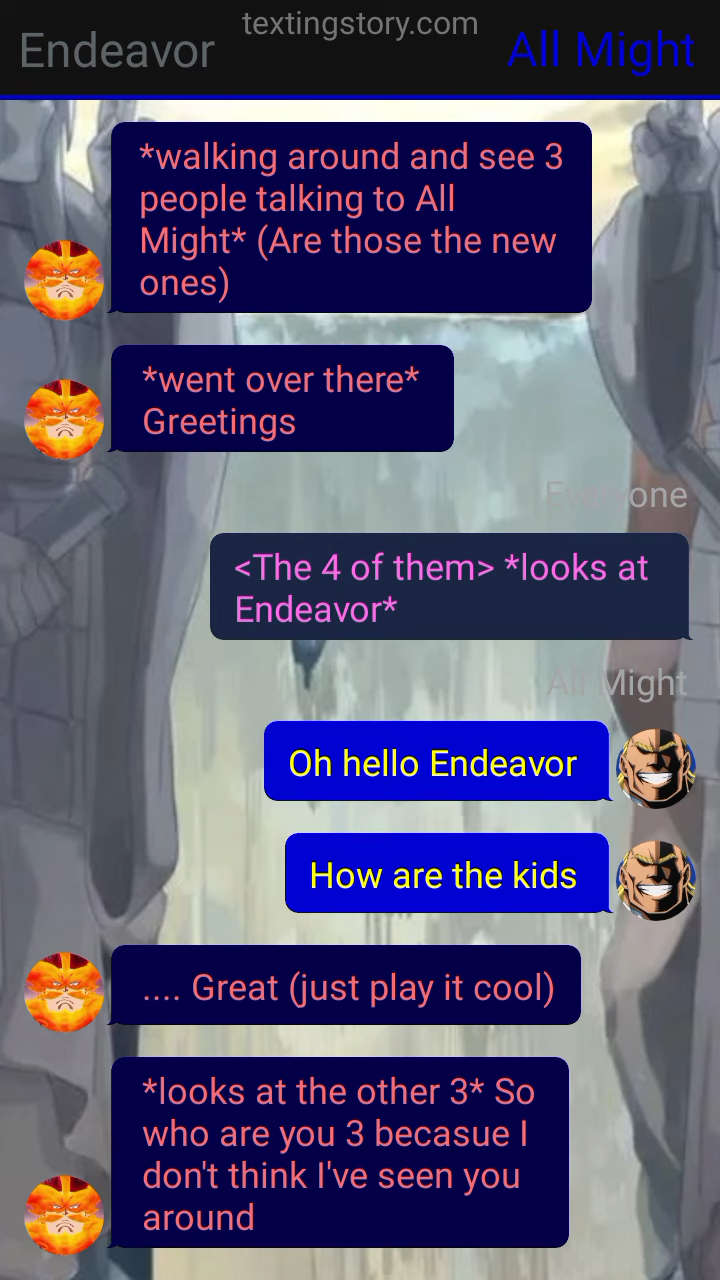 textingstory.com
Endeavor
All Might
*walking around and see 3
people talking to All
Might* (Are those the new
ones)
*went over there*
Greetings
Everyone
<The 4 of them> *looks at
Endeavor*
All Might
Oh hello Endeavor
How are the kids
.... Great (just play it cool)
*looks at the other 3* So
who are you 3 becasue I
don't think I've seen you
around